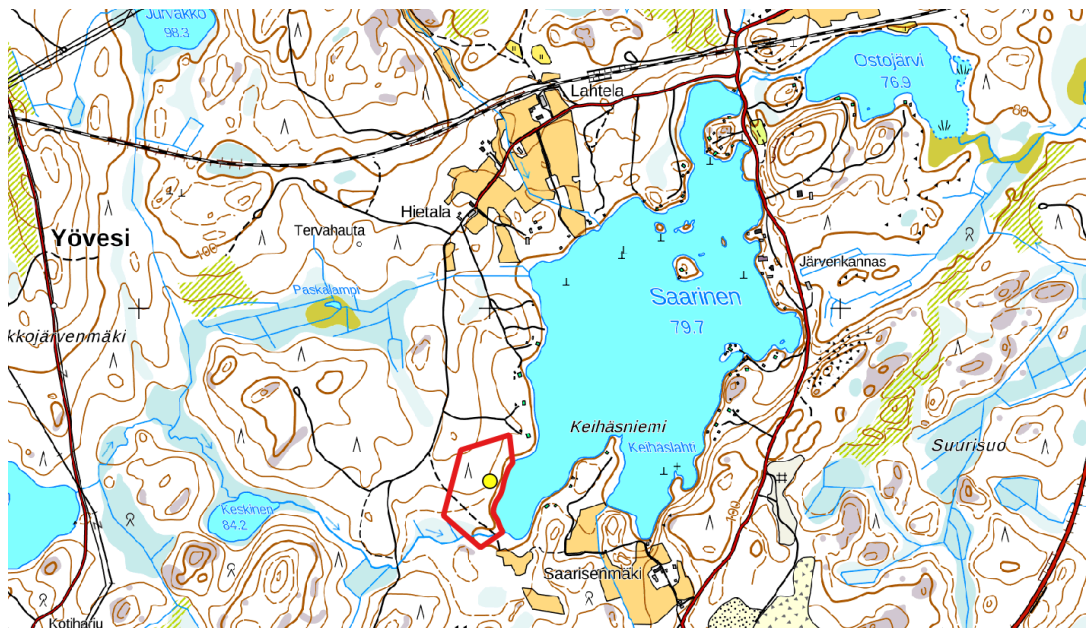 Jurvakko
98.3
Ostojärvi
76.9
Lahtela
80
Hietala
Tervahauta
Yövesi
100
Järvenkannas
Paskalampi
Saarinen
79.7
kkojärvenmäki
Keihäsniemi
Keihäslahti
Suurisuo
Keskinen
84.2
100
Saarisenmäki
Kotiharju